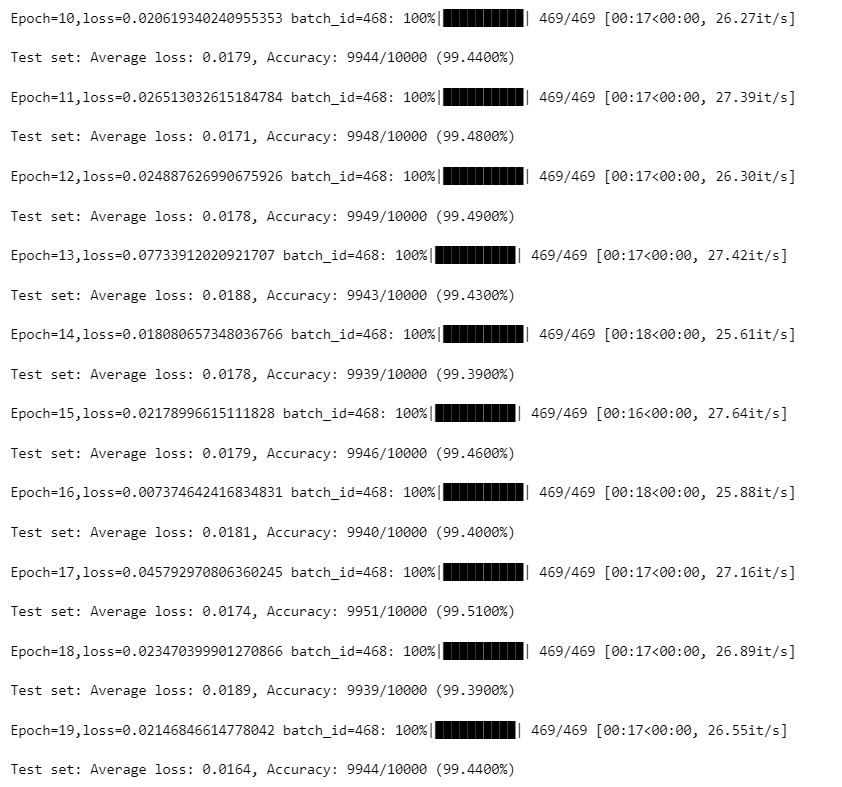 Epoch=10,loss=0.020619340240955353 batch_id=468: 100%|██████████| 469/469 [00:17<00:00, 26.27it/s]
Test set: Average loss: 0.0179, Accuracy: 9944/10000 (99.4400%)
Epoch=11,loss=0.026513032615184784 batch_id=468: 100%|██████████| 469/469 [00:17<00:00, 27.39it/s]
Test set: Average loss: 0.0171, Accuracy: 9948/10000 (99.4800%)
Epoch=12,loss=0.024887626990675926 batch_id=468: 100%|██████████| 469/469 [00:17<00:00, 26.30it/s]
Test set: Average loss: 0.0178, Accuracy: 9949/10000 (99.4900%)
Epoch=13,loss=0.07733912020921707 batch_id=468: 100%|██████████| 469/469 [00:17<00:00, 27.42it/s]
Test set: Average loss: 0.0188, Accuracy: 9943/10000 (99.4300%)
Epoch=14,loss=0.018080657348036766 batch_id=468: 100%|██████████| 469/469 [00:18<00:00, 25.61it/s]
Test set: Average loss: 0.0178, Accuracy: 9939/10000 (99.3900%)
Epoch=15,loss=0.02178996615111828 batch_id=468: 100%|██████████| 469/469 [00:16<00:00, 27.64it/s]
Test set: Average loss: 0.0179, Accuracy: 9946/10000 (99.4600%)
Epoch=16,loss=0.007374642416834831 batch_id=468: 100%|██████████| 469/469 [00:18<00:00, 25.88it/s]
Test set: Average loss: 0.0181, Accuracy: 9940/10000 (99.4000%)
Epoch=17,loss=0.045792970806360245 batch_id=468: 100%|██████████| 469/469 [00:17<00:00, 27.16it/s]
Test set: Average loss: 0.0174, Accuracy: 9951/10000 (99.5100%)
Epoch=18,loss=0.023470399901270866 batch_id=468: 100%|██████████| 469/469 [00:17<00:00, 26.89it/s]
Test set: Average loss: 0.0189, Accuracy: 9939/10000 (99.3900%)
Epoch=19,loss=0.02146846614778042 batch_id=468: 100%|██████████| 469/469 [00:17<00:00, 26.55it/s]
Test set: Average loss: 0.0164, Accuracy: 9944/10000 (99.4400%)